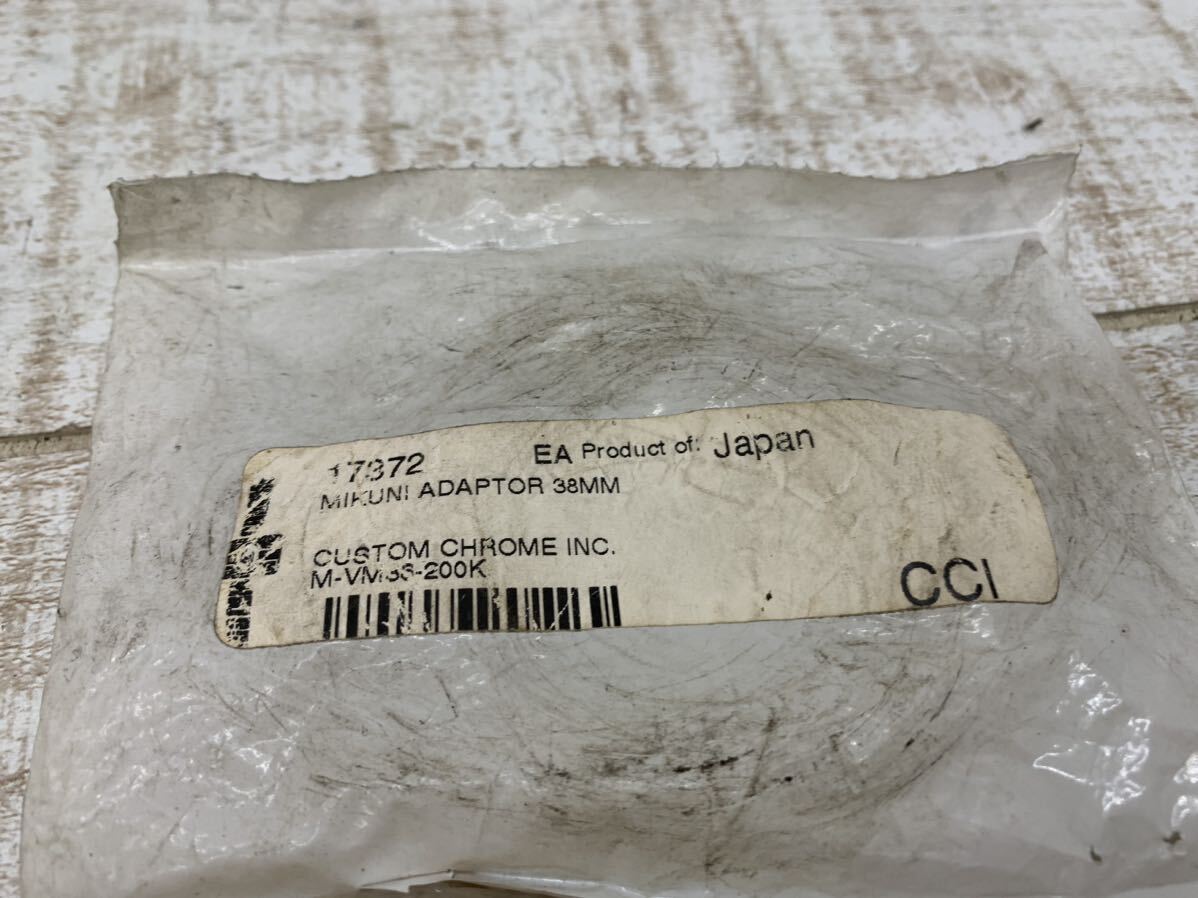 17372 EA Product of: Japan
MIKUNI ADAPTOR 38MM
CUSTOM CHROME INC.
M-VM38-200K
CCI